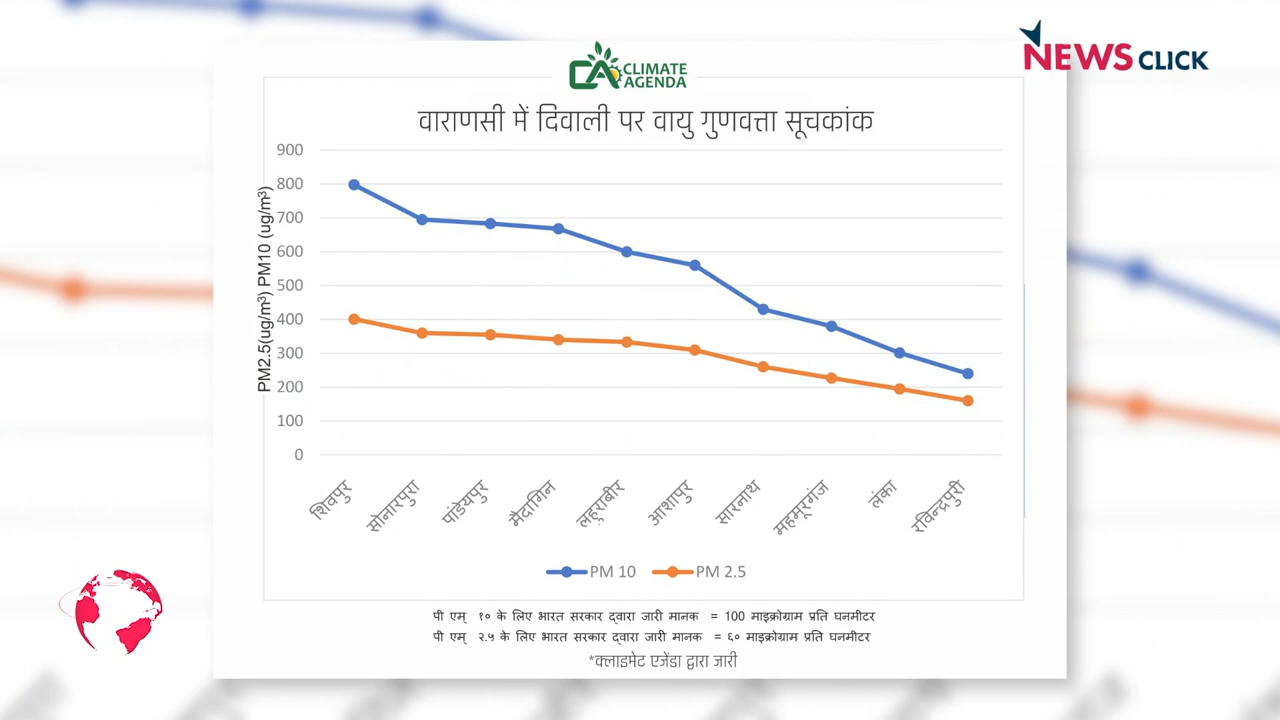 NEWS CLICK
CLIMATE
AGENDA
वाराणसी में दिवाली पर वायु गुणवत्ता सूचकांक
PM2.5(ug/m³) PM10 (ug/m³)
900
800
700
600
500
400
300
200
100
0
शिवपुर
सोनारपुरा
पांडेयपुर
मैदागिन
लहुराबीर
आशापुर
सारनाथ
महमूरगंज
लंका
रविन्द्रपुरी
PM 10 PM 2.5
पी एम् १० के लिए भारत सरकार द्वारा जारी मानक = 100 माइक्रोग्राम प्रति घनमीटर
पी एम् २.५ के लिए भारत सरकार द्वारा जारी मानक = ६० माइक्रोग्राम प्रति घनमीटर
*क्लाइमेट एजेंडा द्वारा जारी